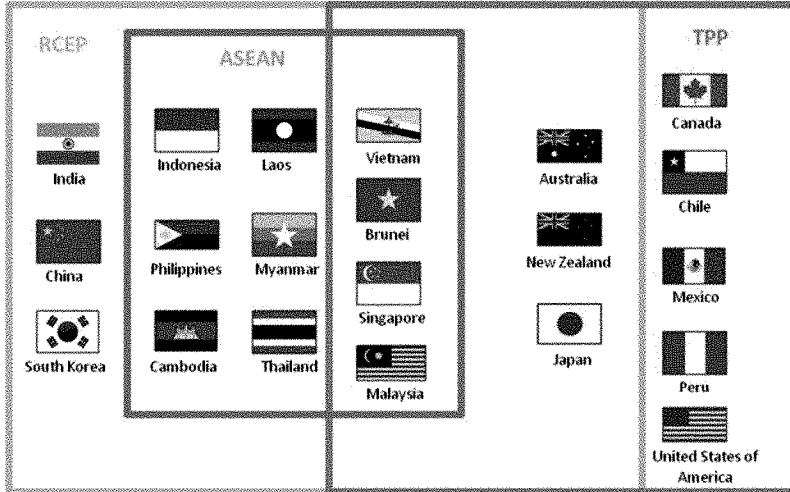 RCEP
ASEAN
TPP
India
Indonesia
Laos
Vietnam
Australia
Canada
China
Philippines
Myanmar
Brunei
New Zealand
Chile
South Korea
Cambodia
Thailand
Singapore
Malaysia
Japan
Mexico
Peru
United States of
America